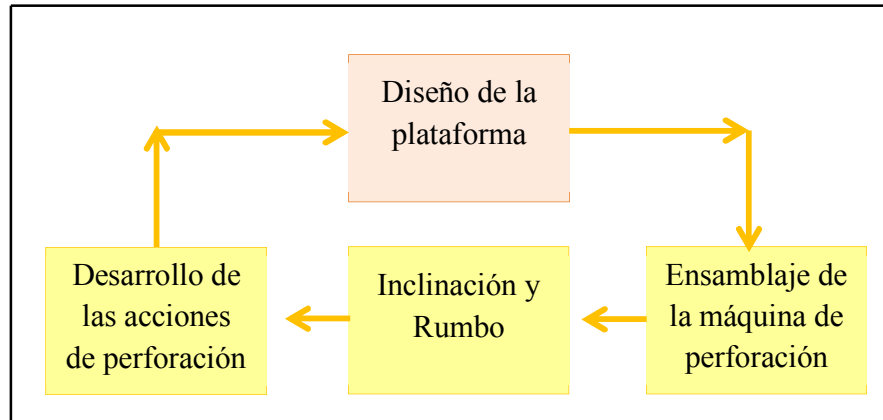 Diseño de la
plataforma
Desarrollo de
las acciones
de perforación
Inclinación y
Rumbo
Ensamblaje de
la máquina de
perforación